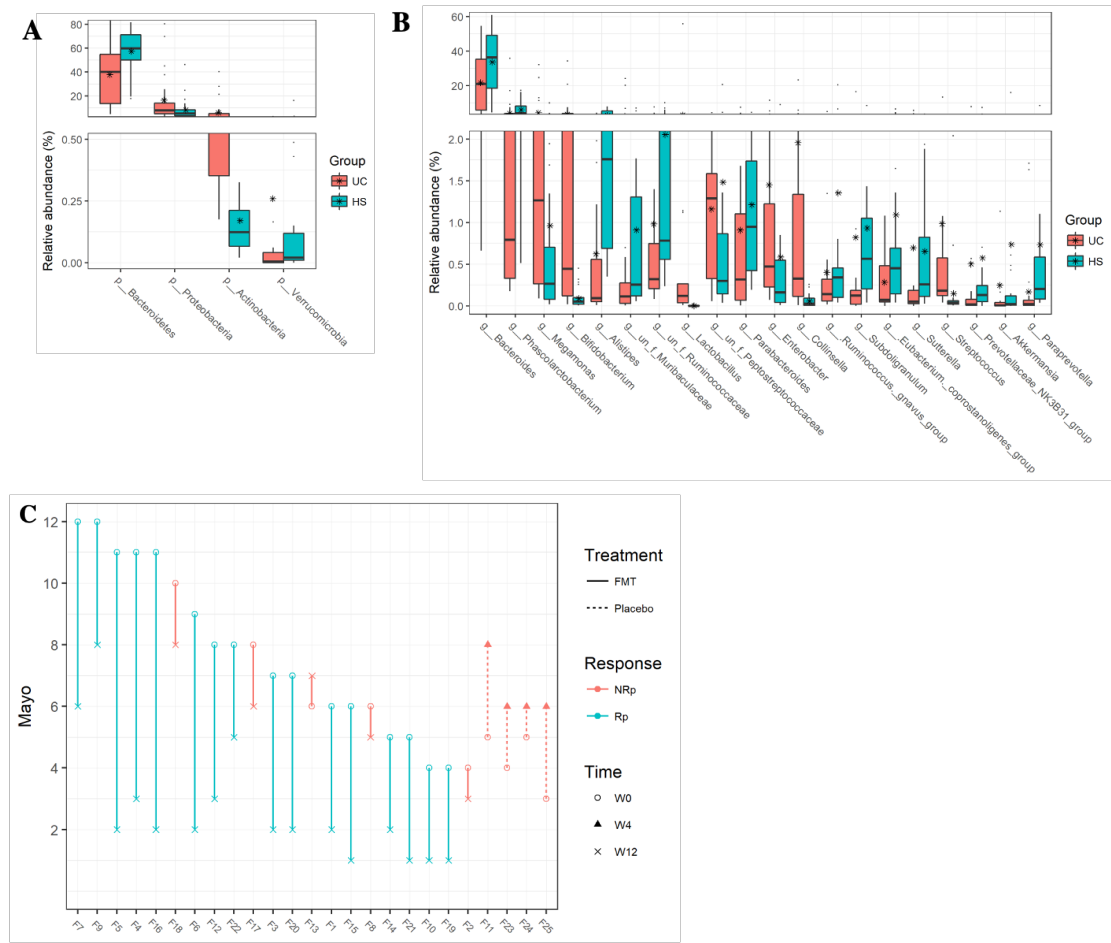 A
80
60
40
20
0.50
0.25
0.00
Relative abundance (%)
p__Bacteroidetes
p__Proteobacteria
p__Actinobacteria
p__Verrucomicrobia
Group
UC
HS
B
60
40
20
2.0
1.5
1.0
0.5
0.0
Relative abundance (%)
g__Bacteroides
g__Phascolarctobacterium
g__Megamonas
g__Bifidobacterium
g__Alistipes
g__un_f_Muribaculaceae
g__un_f_Ruminococcaceae
g__Lactobacillus
g__un_f_Peptostreptococcaceae
g__Parabacteroides
g__Enterobacter
g__Collinsella
g__Ruminococcus_gnavus_group
g__Subdoligranulum
g__Eubacterium_coprostanoligenes_group
g__Sutterella
g__Streptococcus
g__Prevotellaceae_NK3B31_group
g__Akkermansia
g__Paraprevotella
Group
UC
HS
C
12
10
8
6
4
2
Mayo
F7 F9 F5 F4 F16 F18 F6 F12 F22 F17 F3 F20 F13 F1 F15 F8 F14 F21 F10 F19 F2 F11 F23 F24 F25
Treatment
FMT
Placebo
Response
NRp
Rp
Time
W0
W4
W12